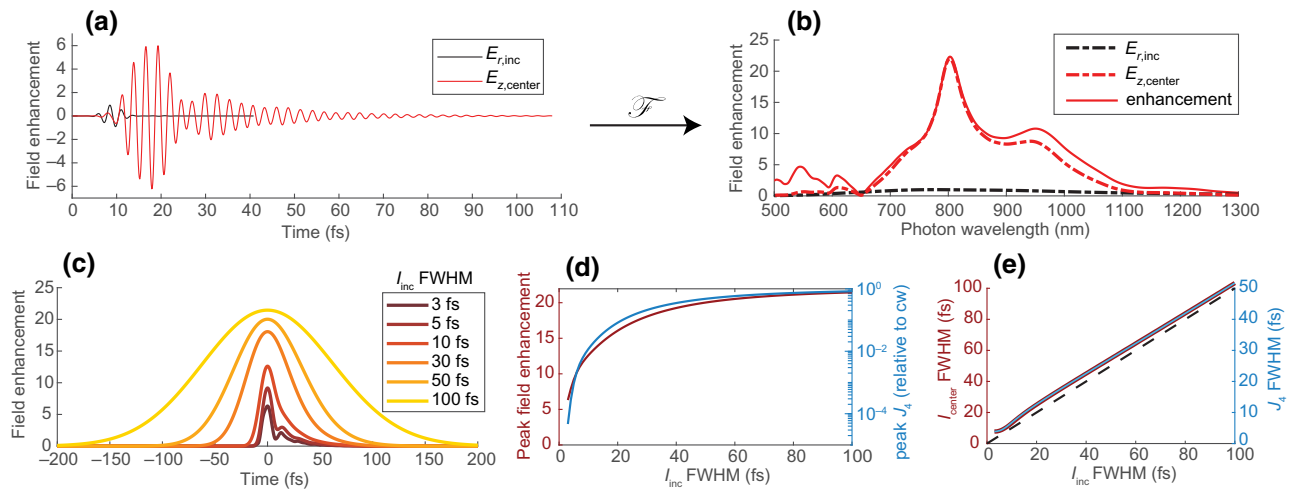 (a)
Field enhancement
6
4
2
0
−2
−4
−6
0 10 20 30 40 50 60 70 80 90 100 110
Time (fs)
E_r,inc
E_z,center
ℱ
(b)
Field enhancement
25
20
15
10
5
0
500 600 700 800 900 1000 1100 1200 1300
Photon wavelength (nm)
E_r,inc
E_z,center
enhancement
(c)
Field enhancement
25
20
15
10
5
0
−200 −150 −100 −50 0 50 100 150 200
Time (fs)
I_inc FWHM
3 fs
5 fs
10 fs
30 fs
50 fs
100 fs
(d)
Peak field enhancement
20
15
10
5
0
0 20 40 60 80 100
I_inc FWHM (fs)
10^0
10^−2
10^−4
peak J_4 (relative to cw)
(e)
I_center FWHM (fs)
100
80
60
40
20
0
0 20 40 60 80 100
I_inc FWHM (fs)
50
40
30
20
10
0
J_4 FWHM (fs)